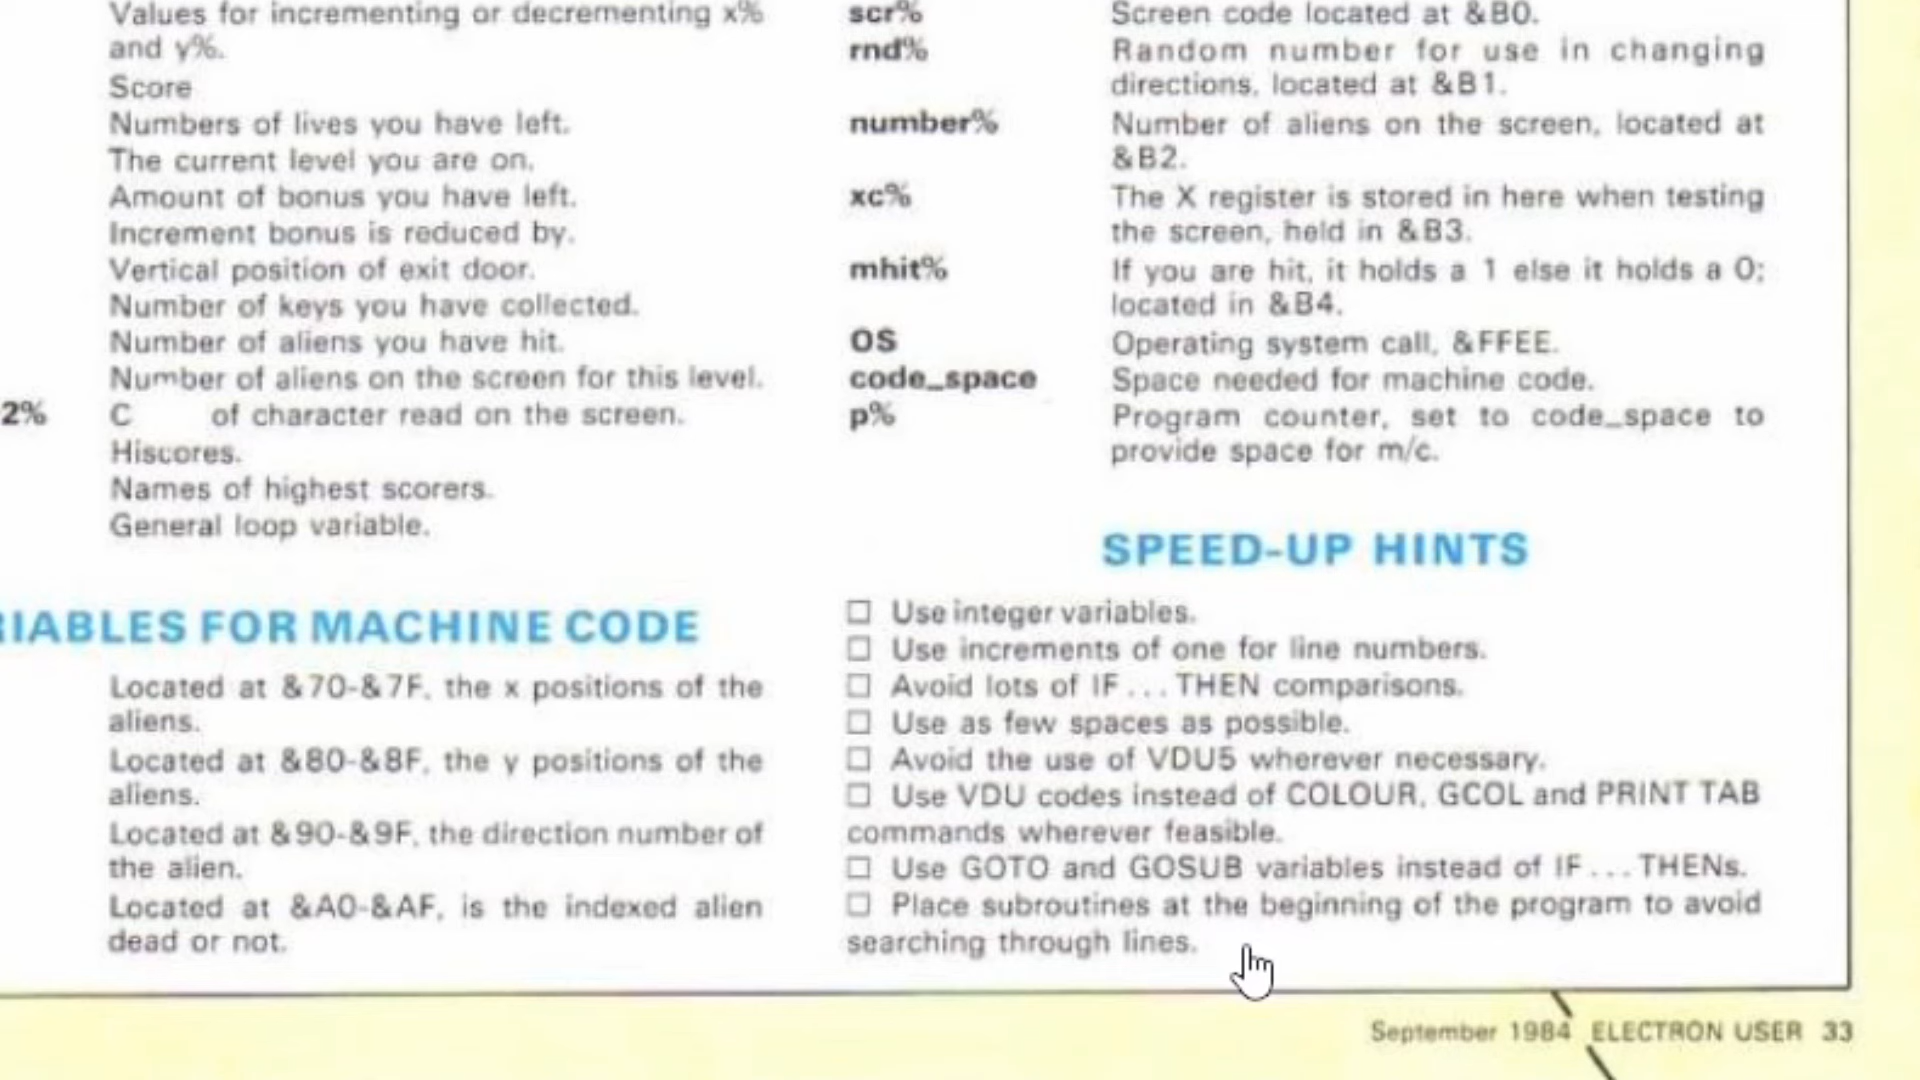 Values for incrementing or decrementing x%
and y%.
Score
Numbers of lives you have left.
The current level you are on.
Amount of bonus you have left.
Increment bonus is reduced by.
Vertical position of exit door.
Number of keys you have collected.
Number of aliens you have hit.
Number of aliens on the screen for this level.
2% C of character read on the screen.
Hiscores.
Names of highest scorers.
General loop variable.
RIABLES FOR MACHINE CODE
Located at &70-&7F, the x positions of the
aliens.
Located at &80-&8F, the y positions of the
aliens.
Located at &90-&9F, the direction number of
the alien.
Located at &A0-&AF, is the indexed alien
dead or not.
scr% Screen code located at &B0.
rnd% Random number for use in changing
directions, located at &B1.
number% Number of aliens on the screen, located at
&B2.
xc% The X register is stored in here when testing
the screen, held in &B3.
mhit% If you are hit, it holds a 1 else it holds a 0;
located in &B4.
OS Operating system call, &FFEE.
code_space Space needed for machine code.
p% Program counter, set to code_space to
provide space for m/c.
SPEED-UP HINTS
□ Use integer variables.
□ Use increments of one for line numbers.
□ Avoid lots of IF...THEN comparisons.
□ Use as few spaces as possible.
□ Avoid the use of VDU5 wherever necessary.
□ Use VDU codes instead of COLOUR, GCOL and PRINT TAB
commands wherever feasible.
□ Use GOTO and GOSUB variables instead of IF...THENs.
□ Place subroutines at the beginning of the program to avoid
searching through lines.
September 1984 ELECTRON USER 33